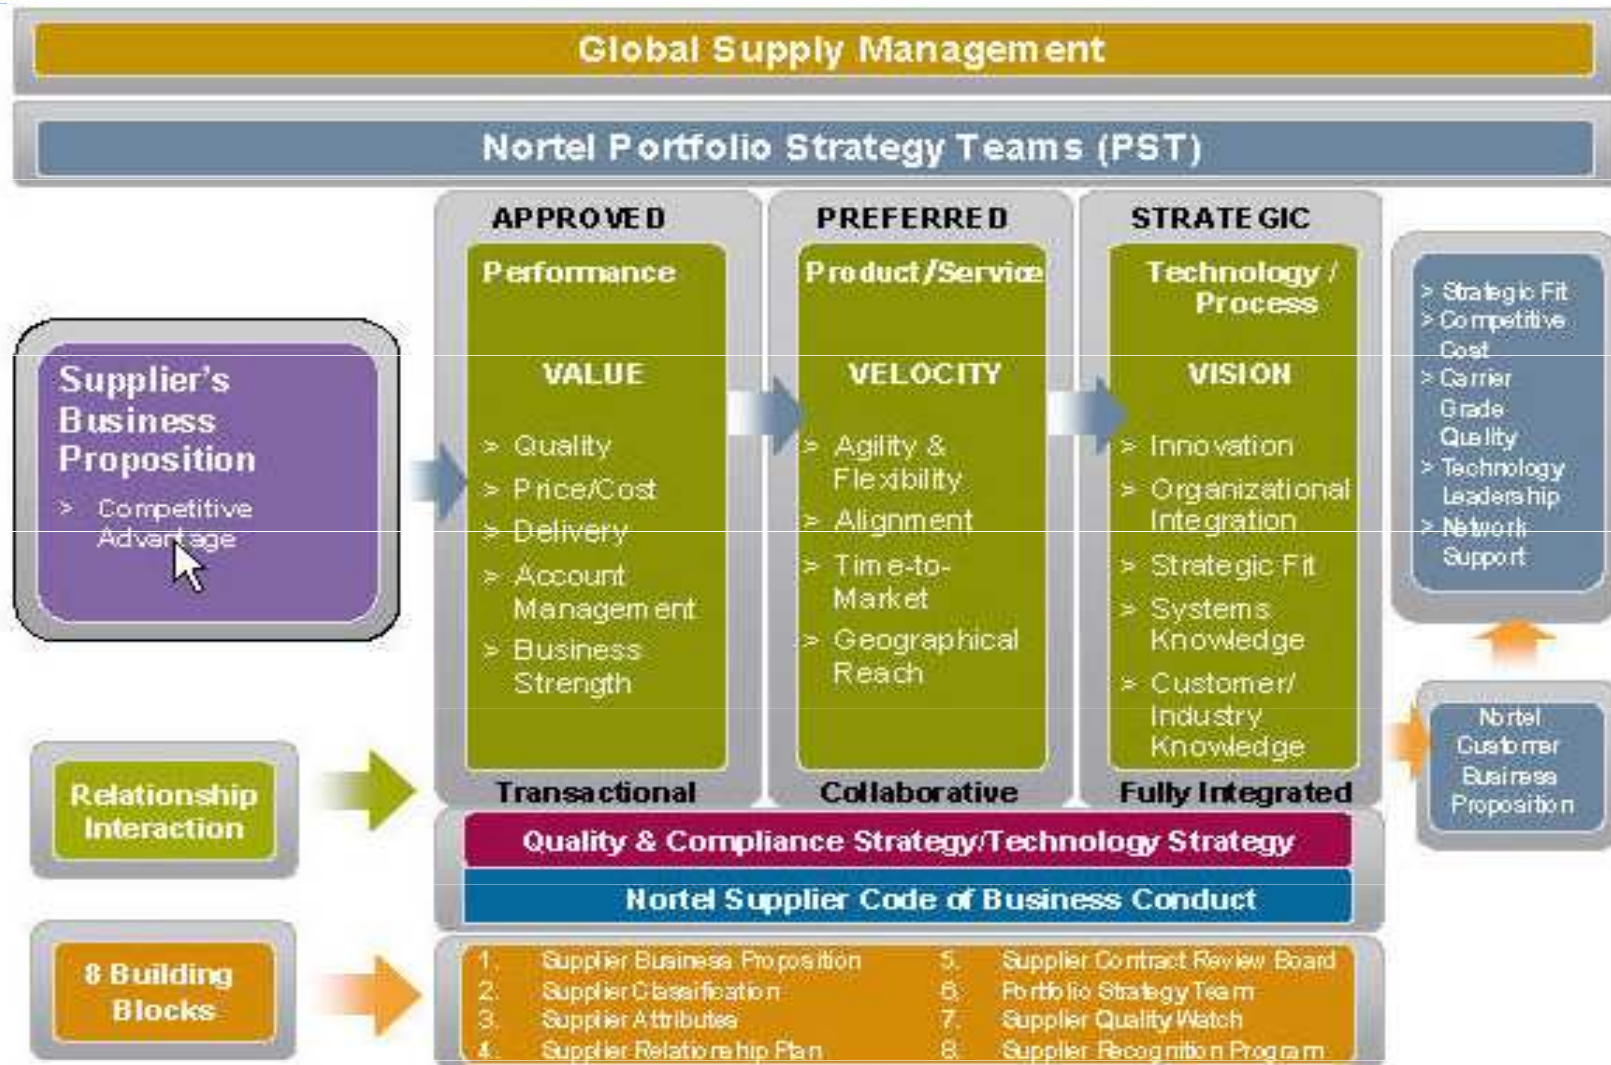 Global Supply Management
Nortel Portfolio Strategy Teams (PST)
APPROVED
Performance
VALUE
> Quality
> Price/Cost
> Delivery
> Account
Management
> Business
Strength
Transactional
PREFERRED
Product/Service
VELOCITY
> Agility &
Flexibility
> Alignment
> Time-to-
Market
> Geographical
Reach
Collaborative
STRATEGIC
Technology /
Process
VISION
> Innovation
> Organizational
Integration
> Strategic Fit
> Systems
Knowledge
> Customer/
Industry
Knowledge
Fully Integrated
> Strategic Fit
> Competitive
Cost
> Carrier
Grade
Quality
> Technology
Leadership
> Network
Support
Nortel
Customer
Business
Proposition
Supplier's
Business
Proposition
> Competitive
Advantage
Relationship
Interaction
Quality & Compliance Strategy/Technology Strategy
Nortel Supplier Code of Business Conduct
8 Building
Blocks
1. Supplier Business Proposition
2. Supplier Classification
3. Supplier Attributes
4. Supplier Relationship Plan
5. Supplier Contract Review Board
6. Portfolio Strategy Team
7. Supplier Quality Watch
8. Supplier Recognition Program